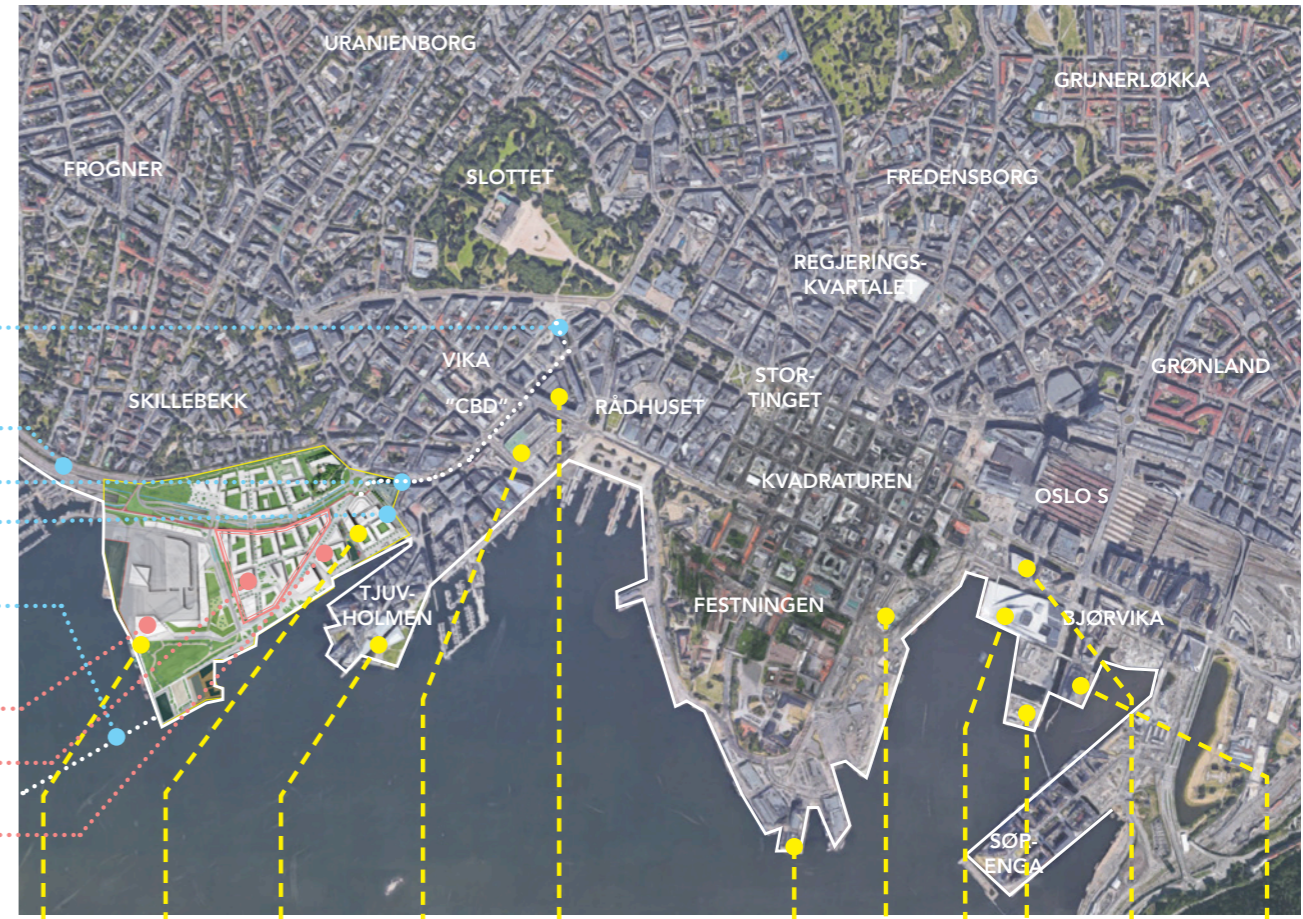 URANIENBORG
GRUNERLØKKA
FROGNER
SLOTTET
FREDENSBORG
REGJERINGS-
KVARTALET
VIKA
"CBD"
STOR-
TINGET
GRØNLAND
SKILLEBEKK
RÅDHUSET
KVADRATUREN
OSLO S
TJUV-
HOLMEN
FESTNINGEN
BJØRVIKA
SØP-
ENGA